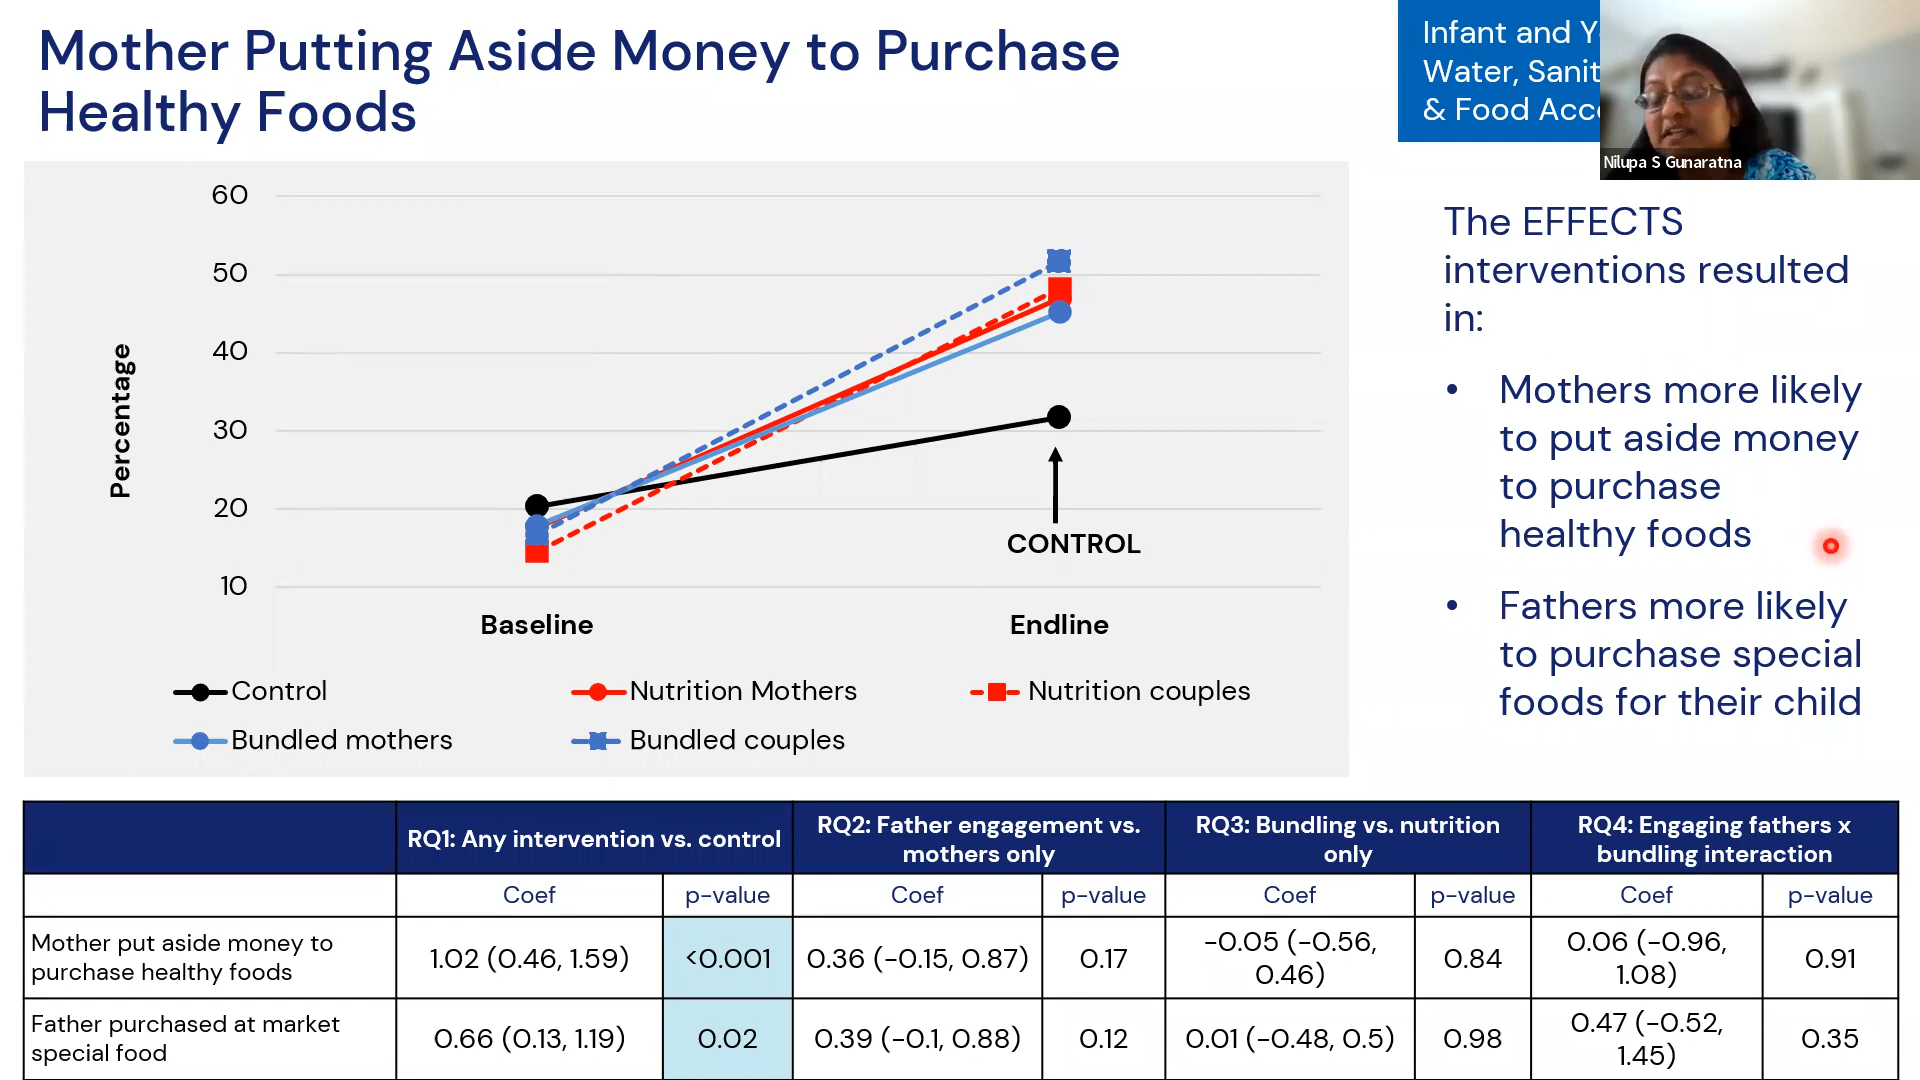 Mother Putting Aside Money to Purchase
Healthy Foods
Infant and
Water,
& Food
Nilupa S Gunaratna
60
50
40
30
20
10
Percentage
CONTROL
Baseline
Endline
Control
Nutrition Mothers
Nutrition couples
Bundled mothers
Bundled couples
The EFFECTS
interventions resulted
in:
• Mothers more likely
to put aside money
to purchase
healthy foods
• Fathers more likely
to purchase special
foods for their child
RQ1: Any intervention vs. control
RQ2: Father engagement vs.
mothers only
RQ3: Bundling vs. nutrition
only
RQ4: Engaging fathers x
bundling interaction
Coef p-value Coef p-value Coef p-value Coef p-value
Mother put aside money to
purchase healthy foods
1.02 (0.46, 1.59)
<0.001
0.36 (-0.15, 0.87)
0.17
-0.05 (-0.56,
0.46)
0.84
0.06 (-0.96,
1.08)
0.91
Father purchased at market
special food
0.66 (0.13, 1.19)
0.02
0.39 (-0.1, 0.88)
0.12
0.01 (-0.48, 0.5)
0.98
0.47 (-0.52,
1.45)
0.35